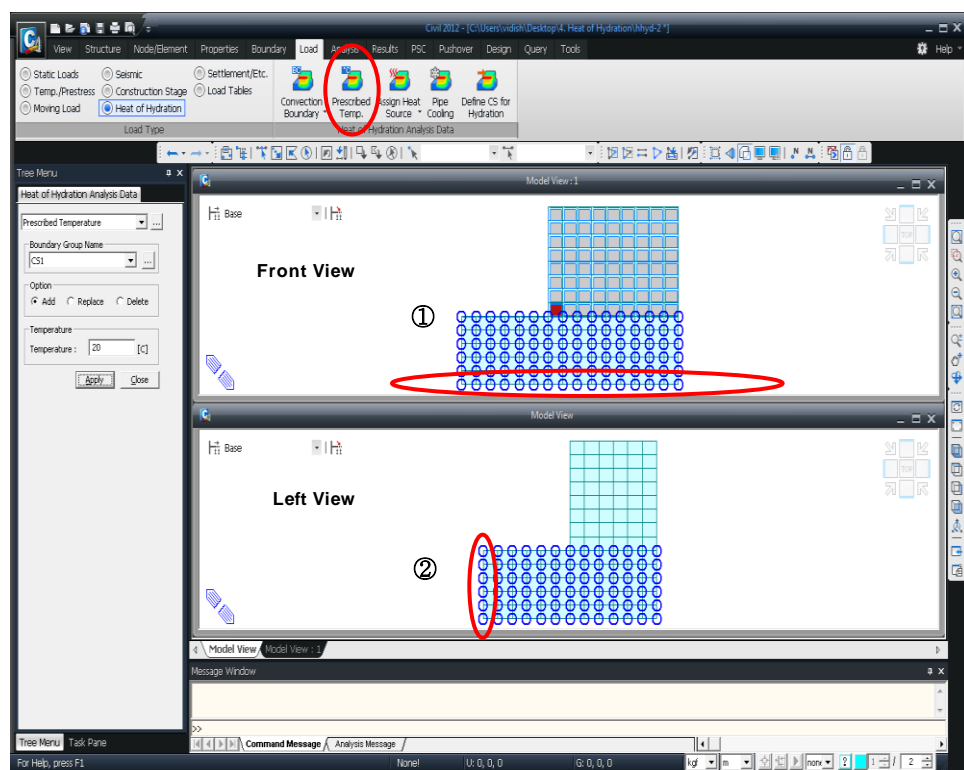 Civil 2012 - [C:\Users\vidish\Desktop\4. Heat of Hydration\hhyd-2 *]
View Structure Node/Element Properties Boundary Load Analysis Results PSC Pushover Design Query Tools Help
Static Loads Seismic Settlement/Etc.
Temp./Prestress Construction Stage Load Tables
Moving Load Heat of Hydration
Convection Boundary
Prescribed Temp.
Assign Heat Source
Pipe Cooling
Define CS for Hydration
Load Type Heat of Hydration Analysis Data
Tree Menu
Heat of Hydration Analysis Data
Prescribed Temperature ...
Boundary Group Name
CS1 ...
Option
Add Replace Delete
Temperature
Temperature : 20 [C]
Apply Close
Model View : 1
Base
TOP
Front View
①
Model View
Base
TOP
Left View
②
Model View Model View : 1
Message Window
>>
Command Message Analysis Message
Tree Menu Task Pane
For Help, press F1 None! U: 0, 0, 0 G: 0, 0, 0 kgf m non ? 1 / 2